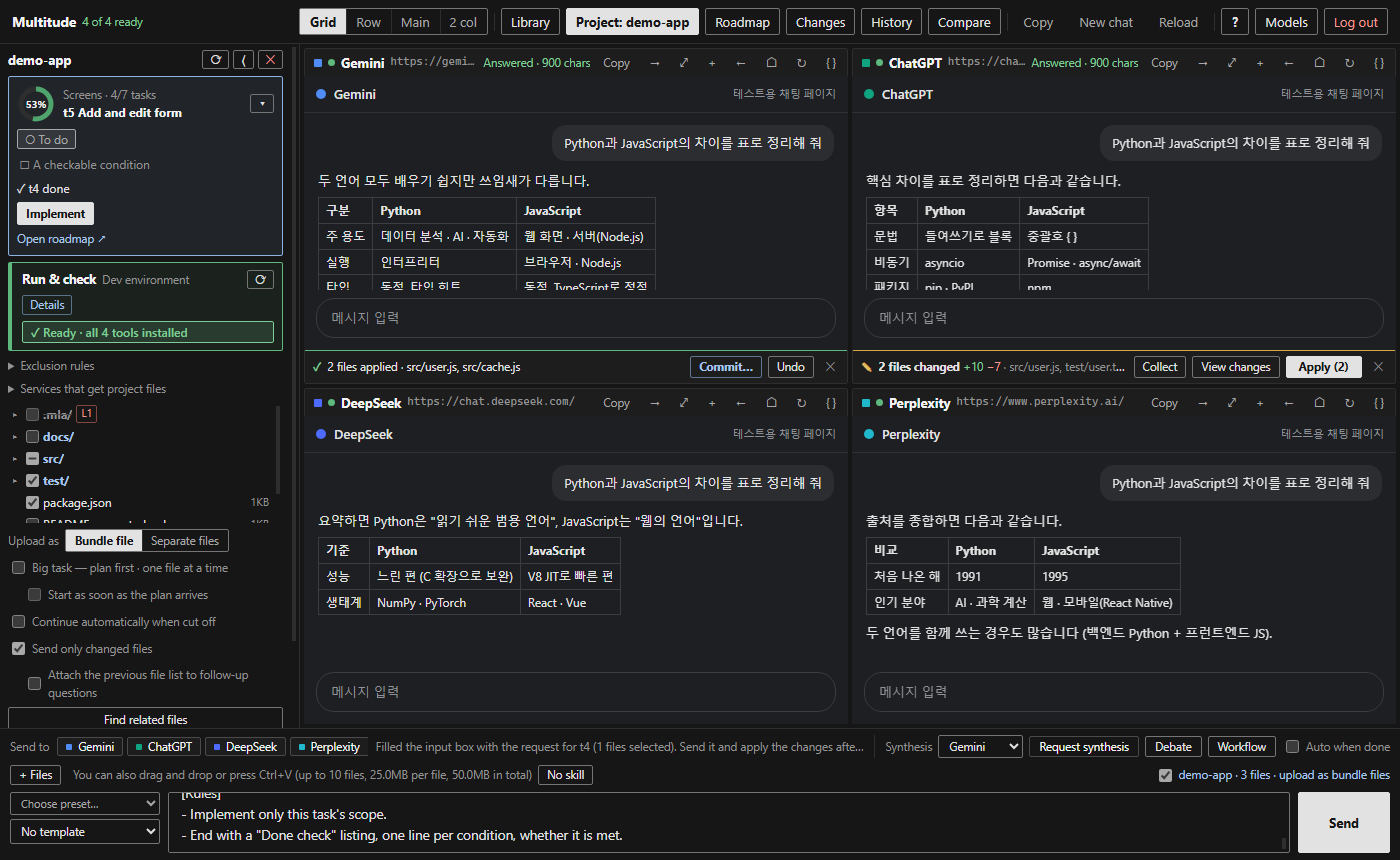 Multitude 4 of 4 ready Grid Row Main 2 col Library Project: demo-app Roadmap Changes History Compare Copy New chat Reload ? Models Log out
demo-app
53% Screens · 4/7 tasks
t5 Add and edit form
To do
A checkable condition
✓ t4 done
Implement
Open roadmap ↗
Run & check Dev environment
Details
✓ Ready · all 4 tools installed
Exclusion rules
Services that get project files
.mla/ L1
docs/
src/
test/
package.json 1KB
Upload as Bundle file Separate files
Big task — plan first · one file at a time
Start as soon as the plan arrives
Continue automatically when cut off
Send only changed files
Attach the previous file list to follow-up
questions
Find related files
Gemini https://gemi… Answered · 900 chars Copy → ⤢ + ← { }
Gemini 테스트용 채팅 페이지
Python과 JavaScript의 차이를 표로 정리해 줘
두 언어 모두 배우기 쉽지만 쓰임새가 다릅니다.
구분 Python JavaScript
주 용도 데이터 분석 · AI · 자동화 웹 화면 · 서버(Node.js)
실행 인터프리터 브라우저 · Node.js
타입 동적, 타입 힌트 동적, TypeScript로 정적
메시지 입력
✓ 2 files applied · src/user.js, src/cache.js Commit… Undo ×
ChatGPT https://cha… Answered · 900 chars Copy → ⤢ + ← { }
ChatGPT 테스트용 채팅 페이지
Python과 JavaScript의 차이를 표로 정리해 줘
핵심 차이를 표로 정리하면 다음과 같습니다.
항목 Python JavaScript
문법 들여쓰기로 블록 중괄호 { }
비동기 asyncio Promise · async/await
패키지 pip · PyPI npm
메시지 입력
2 files changed +10 −7 · src/user.js, test/user.t… Collect View changes Apply (2) ×
DeepSeek https://chat.deepseek.com/ Copy → ⤢ + ← { }
DeepSeek 테스트용 채팅 페이지
Python과 JavaScript의 차이를 표로 정리해 줘
요약하면 Python은 "읽기 쉬운 범용 언어", JavaScript는 "웹의 언어"입니다.
기준 Python JavaScript
성능 느린 편 (C 확장으로 보완) V8 JIT로 빠른 편
생태계 NumPy · PyTorch React · Vue
메시지 입력
Perplexity https://www.perplexity.ai/ Copy → ⤢ + ← { }
Perplexity 테스트용 채팅 페이지
Python과 JavaScript의 차이를 표로 정리해 줘
출처를 종합하면 다음과 같습니다.
비교 Python JavaScript
처음 나온 해 1991 1995
인기 분야 AI · 과학 계산 웹 · 모바일(React Native)
두 언어를 함께 쓰는 경우도 많습니다 (백엔드 Python + 프런트엔드 JS).
메시지 입력
Send to Gemini ChatGPT DeepSeek Perplexity Filled the input box with the request for t4 (1 files selected). Send it and apply the changes afte… Synthesis Gemini Request synthesis Debate Workflow Auto when done
+ Files You can also drag and drop or press Ctrl+V (up to 10 files, 25.0MB per file, 50.0MB in total) No skill demo-app · 3 files · upload as bundle files
Choose preset…
No template
[Rules]
- Implement only this task's scope.
- End with a "Done check" listing, one line per condition, whether it is met.
Send